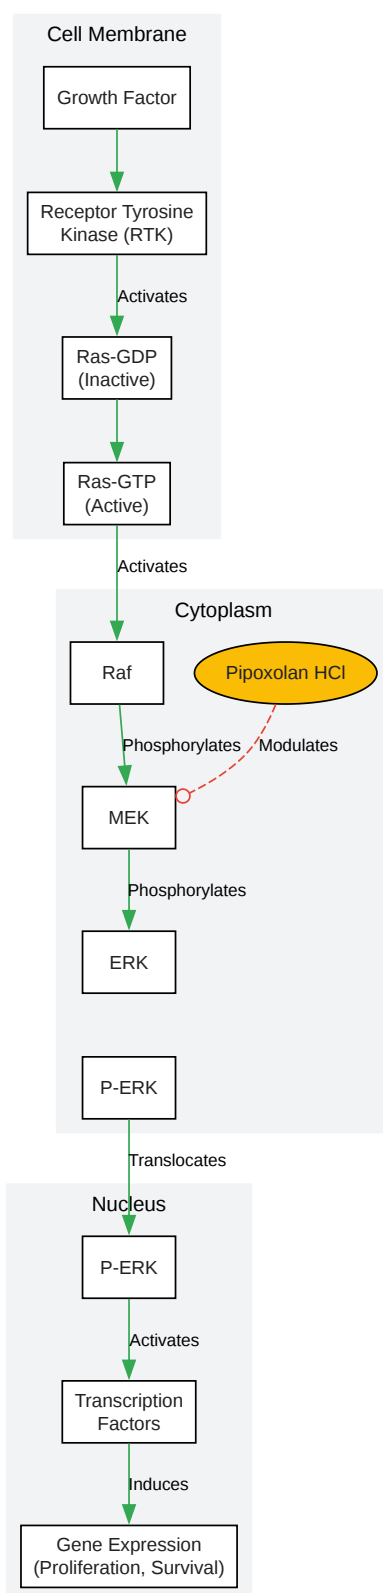 Cell Membrane
Growth Factor
Receptor Tyrosine
Kinase (RTK)
Activates
Ras-GDP
(Inactive)
Ras-GTP
(Active)
Activates
Cytoplasm
Raf
Pipoxolan HCl
Phosphorylates
Modulates
MEK
Phosphorylates
ERK
P-ERK
Translocates
Nucleus
P-ERK
Activates
Transcription
Factors
Induces
Gene Expression
(Proliferation, Survival)